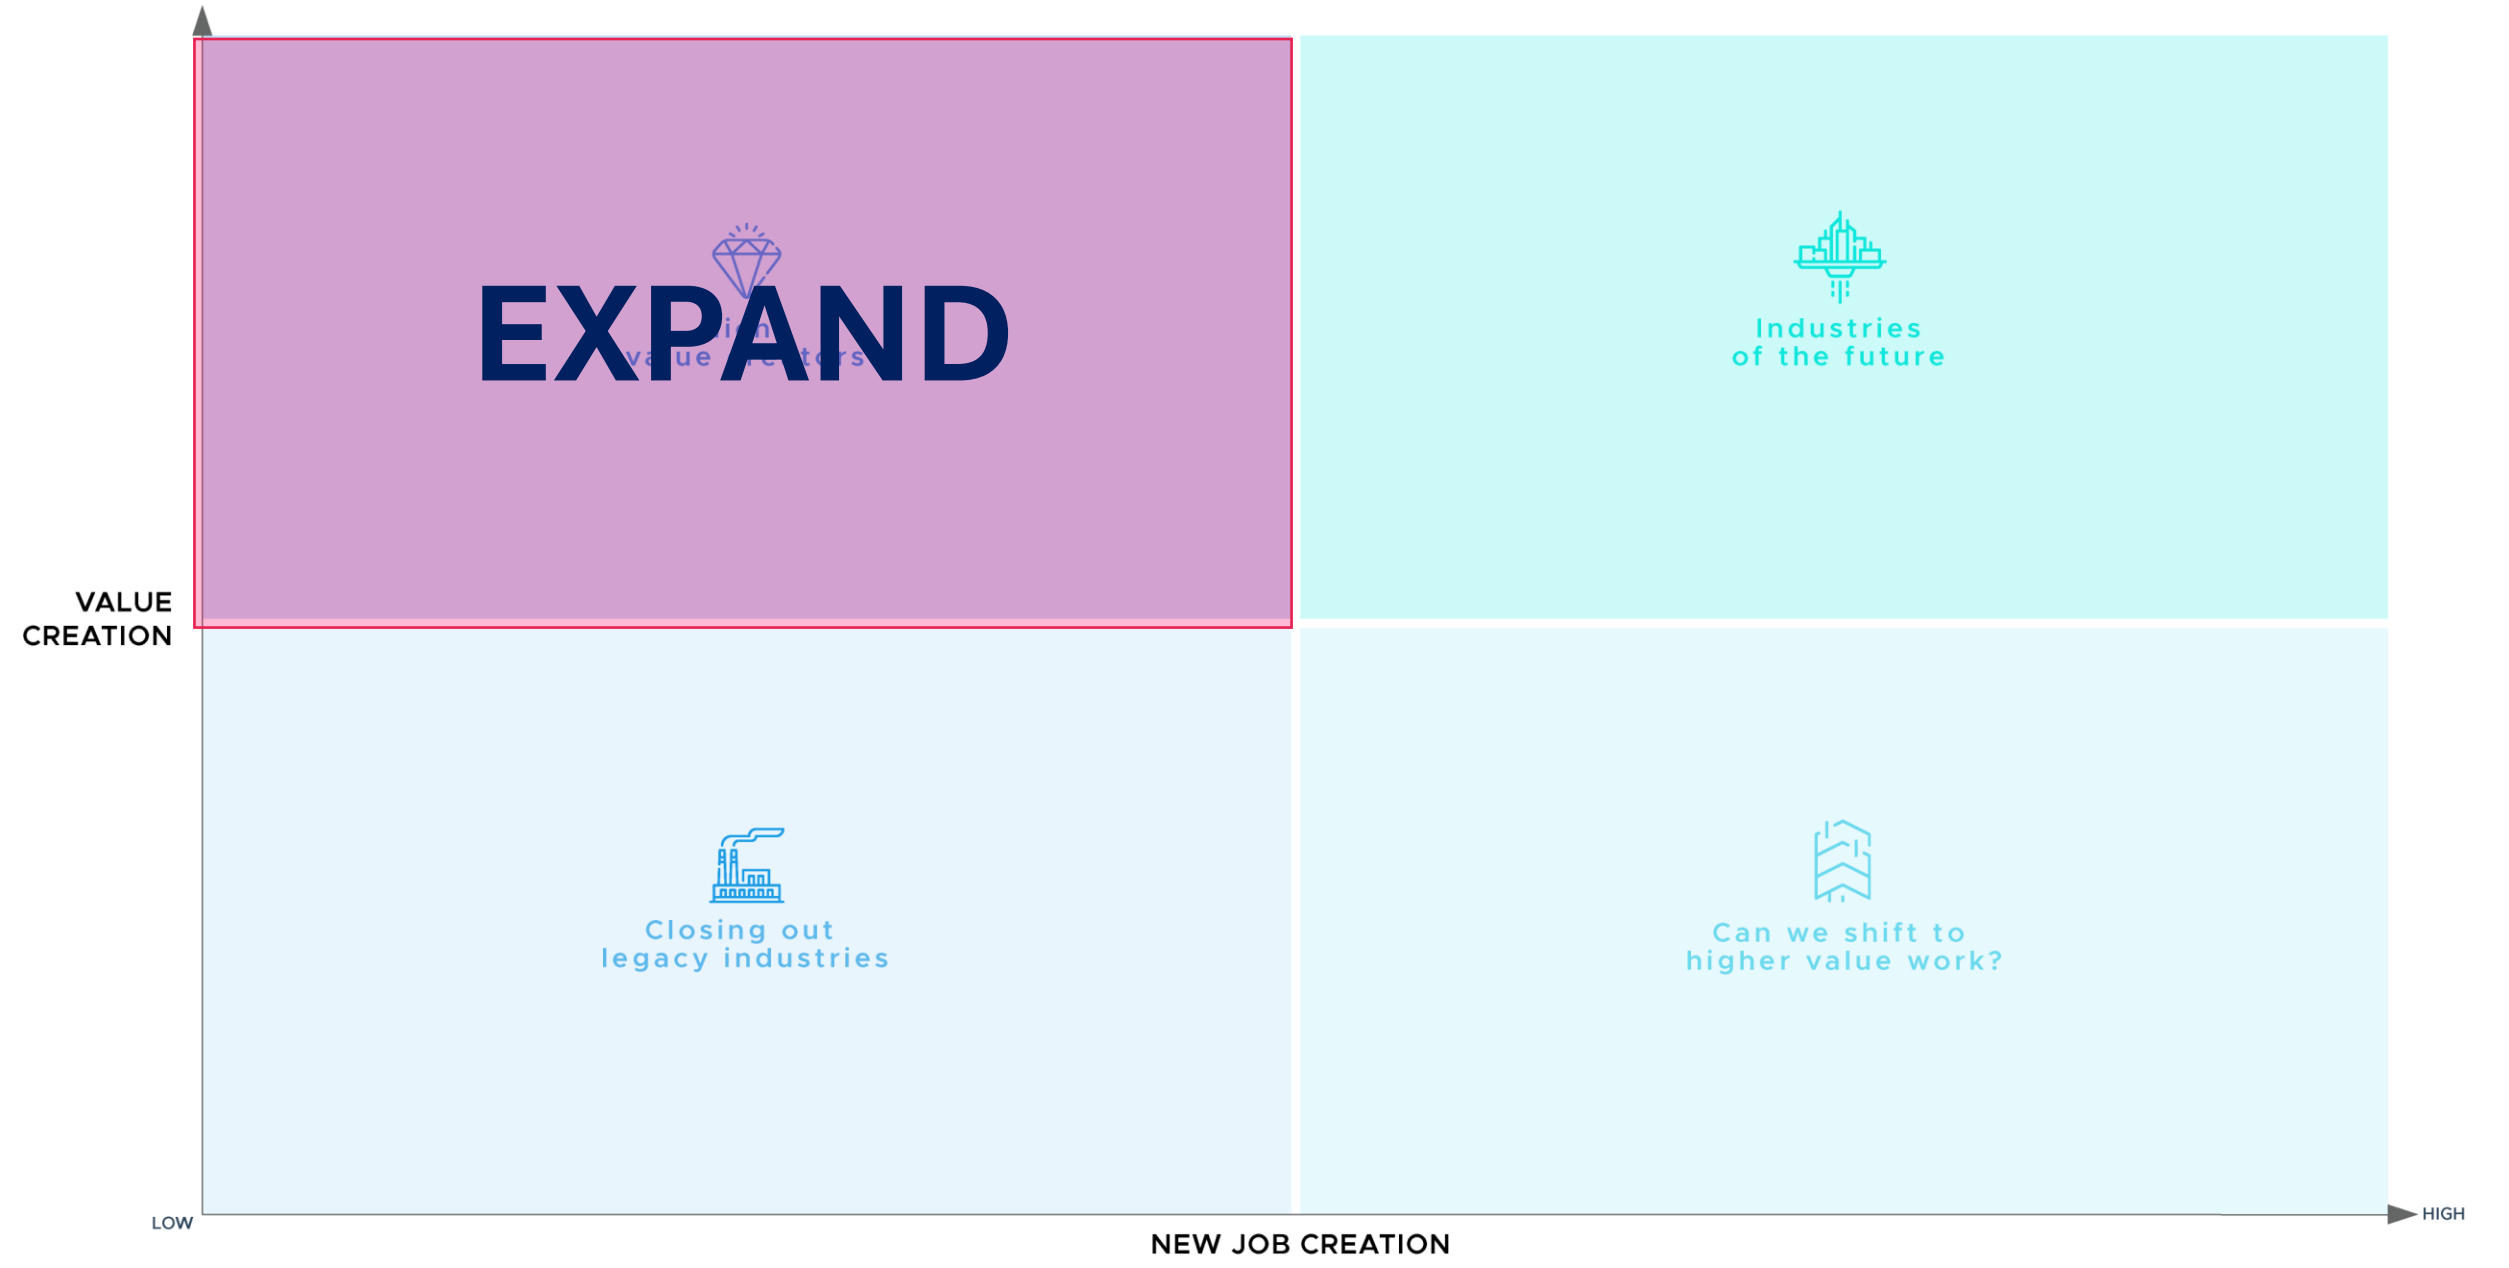 EXPAND
value
Industries
of the future
VALUE
CREATION
Closing out
legacy industries
Can we shift to
higher value work?
LOW
HIGH
NEW JOB CREATION